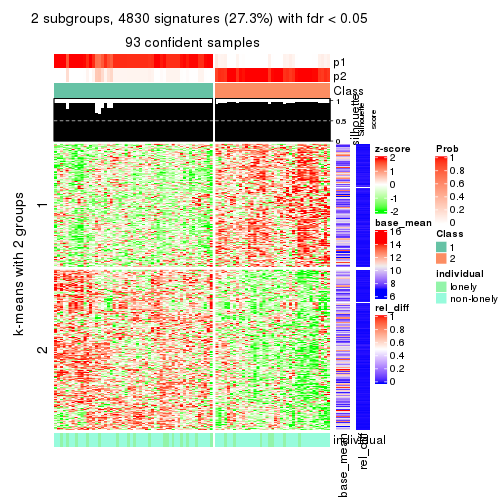 2 subgroups, 4830 signatures (27.3%) with fdr < 0.05
93 confident samples
p1
p2
Class
silhouette
1
0.5
0
Silhouette
score
k-means with 2 groups
1
2
individual
base_mean
rel_diff
z-score
2
1
0
-1
-2
base_mean
16
14
12
10
8
6
rel_diff
1
0.8
0.6
0.4
0.2
0
Prob
1
0.8
0.6
0.4
0.2
0
Class
1
2
individual
lonely
non-lonely